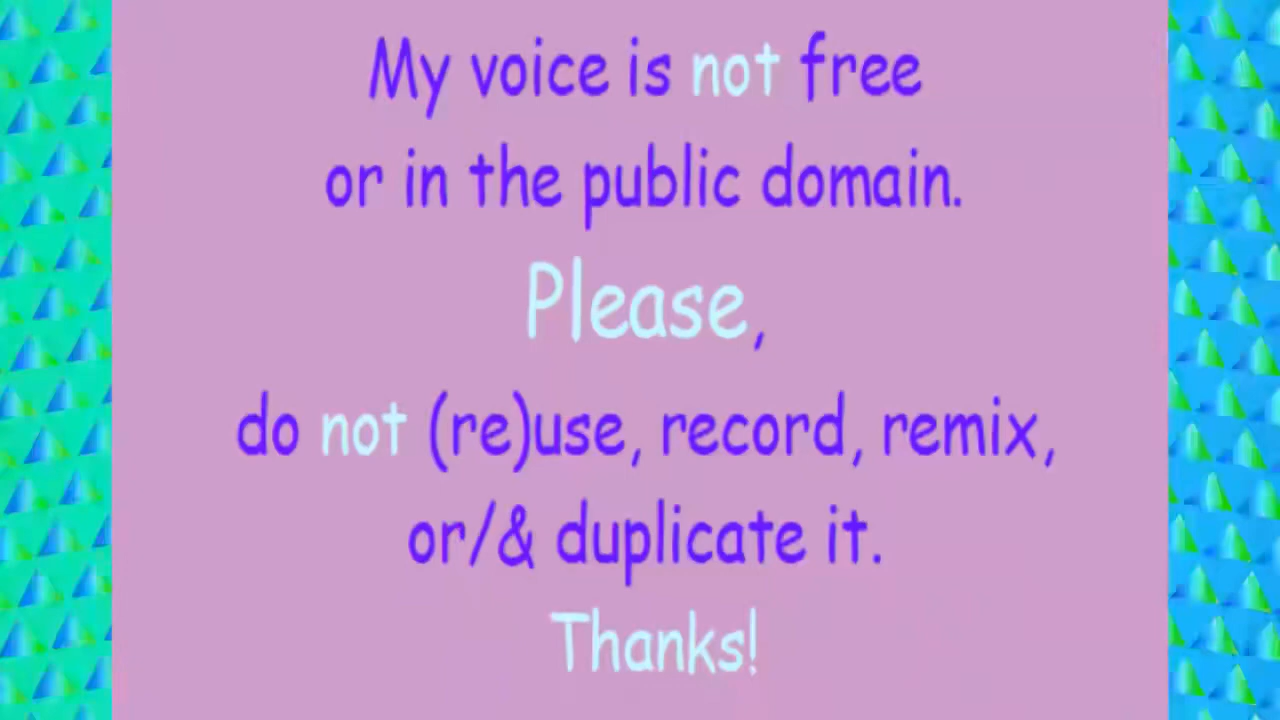 My voice is not free
or in the public domain.
Please,
do not (re)use, record, remix,
or/& duplicate it.
Thanks!